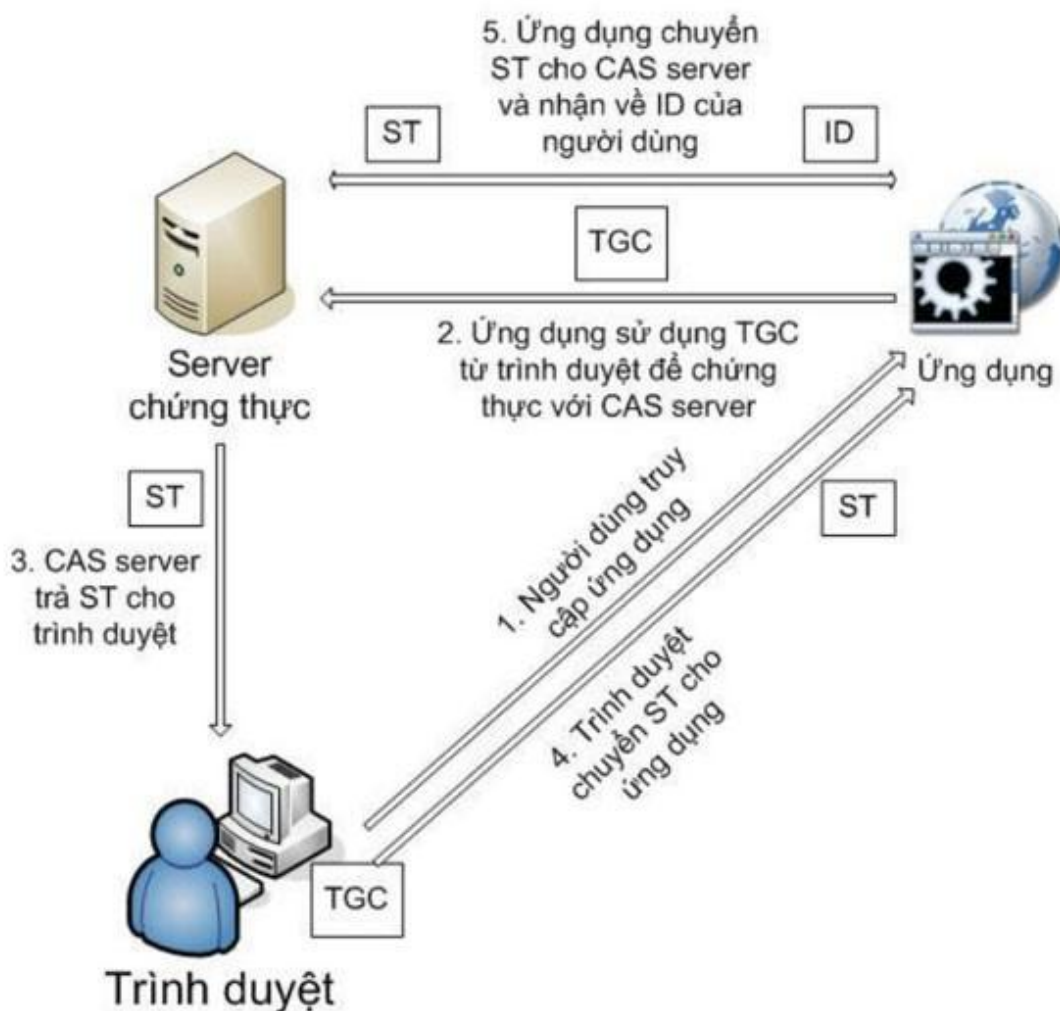 5. Ứng dụng chuyển
ST cho CAS server
và nhận về ID của
người dùng
ST
ID
TGC
2. Ứng dụng sử dụng TGC
từ trình duyệt để chứng
thực với CAS server
Server
chứng thực
Ứng dụng
ST
3. CAS server
trả ST cho
trình duyệt
1. Người dùng truy
cập ứng dụng
ST
4. Trình duyệt
chuyển ST cho
ứng dụng
TGC
Trình duyệt